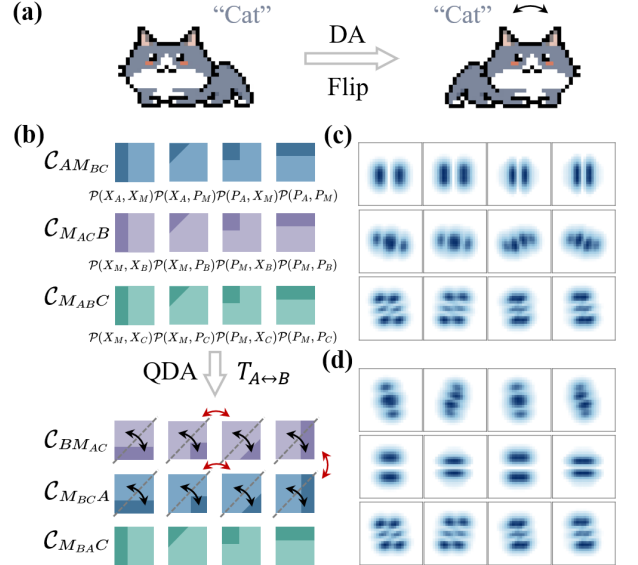 (a)
"Cat"
DA
Flip
"Cat"
(b)
(c)
𝒞_{AM_{BC}}
𝒫(X_A, X_M) 𝒫(X_A, P_M) 𝒫(P_A, X_M) 𝒫(P_A, P_M)
𝒞_{M_{AC}B}
𝒫(X_M, X_B) 𝒫(X_M, P_B) 𝒫(P_M, X_B) 𝒫(P_M, P_B)
𝒞_{M_{AB}C}
𝒫(X_M, X_C) 𝒫(X_M, P_C) 𝒫(P_M, X_C) 𝒫(P_M, P_C)
QDA T_{A↔B}
(d)
𝒞_{BM_{AC}}
𝒞_{M_{BC}A}
𝒞_{M_{BA}C}